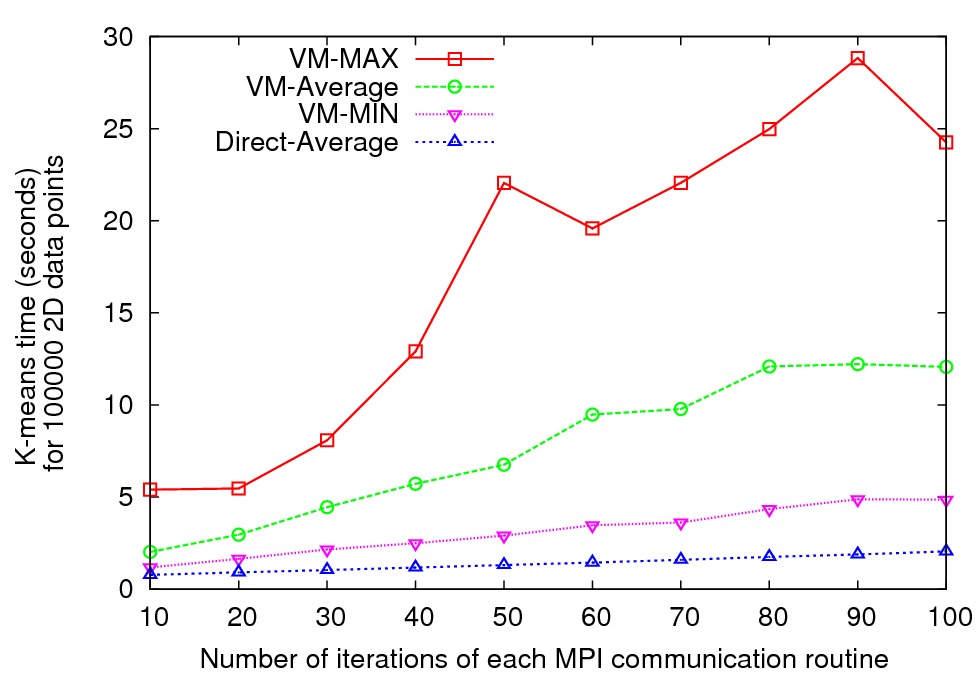 30
25
20
15
10
5
0
K-means time (seconds)
for 100000 2D data points
VM-MAX
VM-Average
VM-MIN
Direct-Average
10 20 30 40 50 60 70 80 90 100
Number of iterations of each MPI communication routine